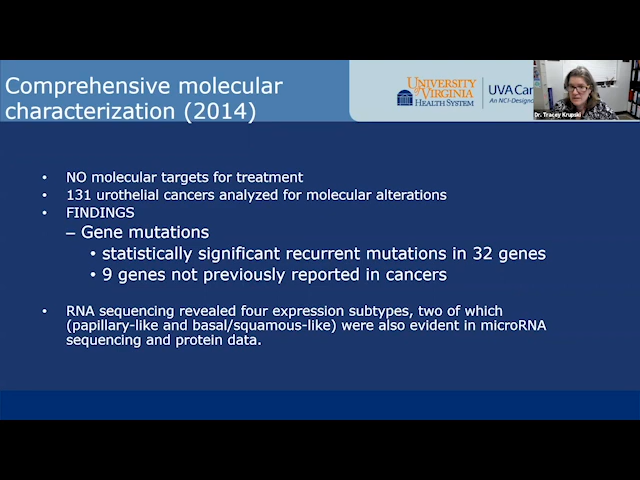 Comprehensive molecular
characterization (2014)
UNIVERSITY
of VIRGINIA
HEALTH SYSTEM
UVA Can
An NCI-Designa
Dr. Tracey Krupski
• NO molecular targets for treatment
• 131 urothelial cancers analyzed for molecular alterations
• FINDINGS
– Gene mutations
• statistically significant recurrent mutations in 32 genes
• 9 genes not previously reported in cancers
• RNA sequencing revealed four expression subtypes, two of which
(papillary-like and basal/squamous-like) were also evident in microRNA
sequencing and protein data.